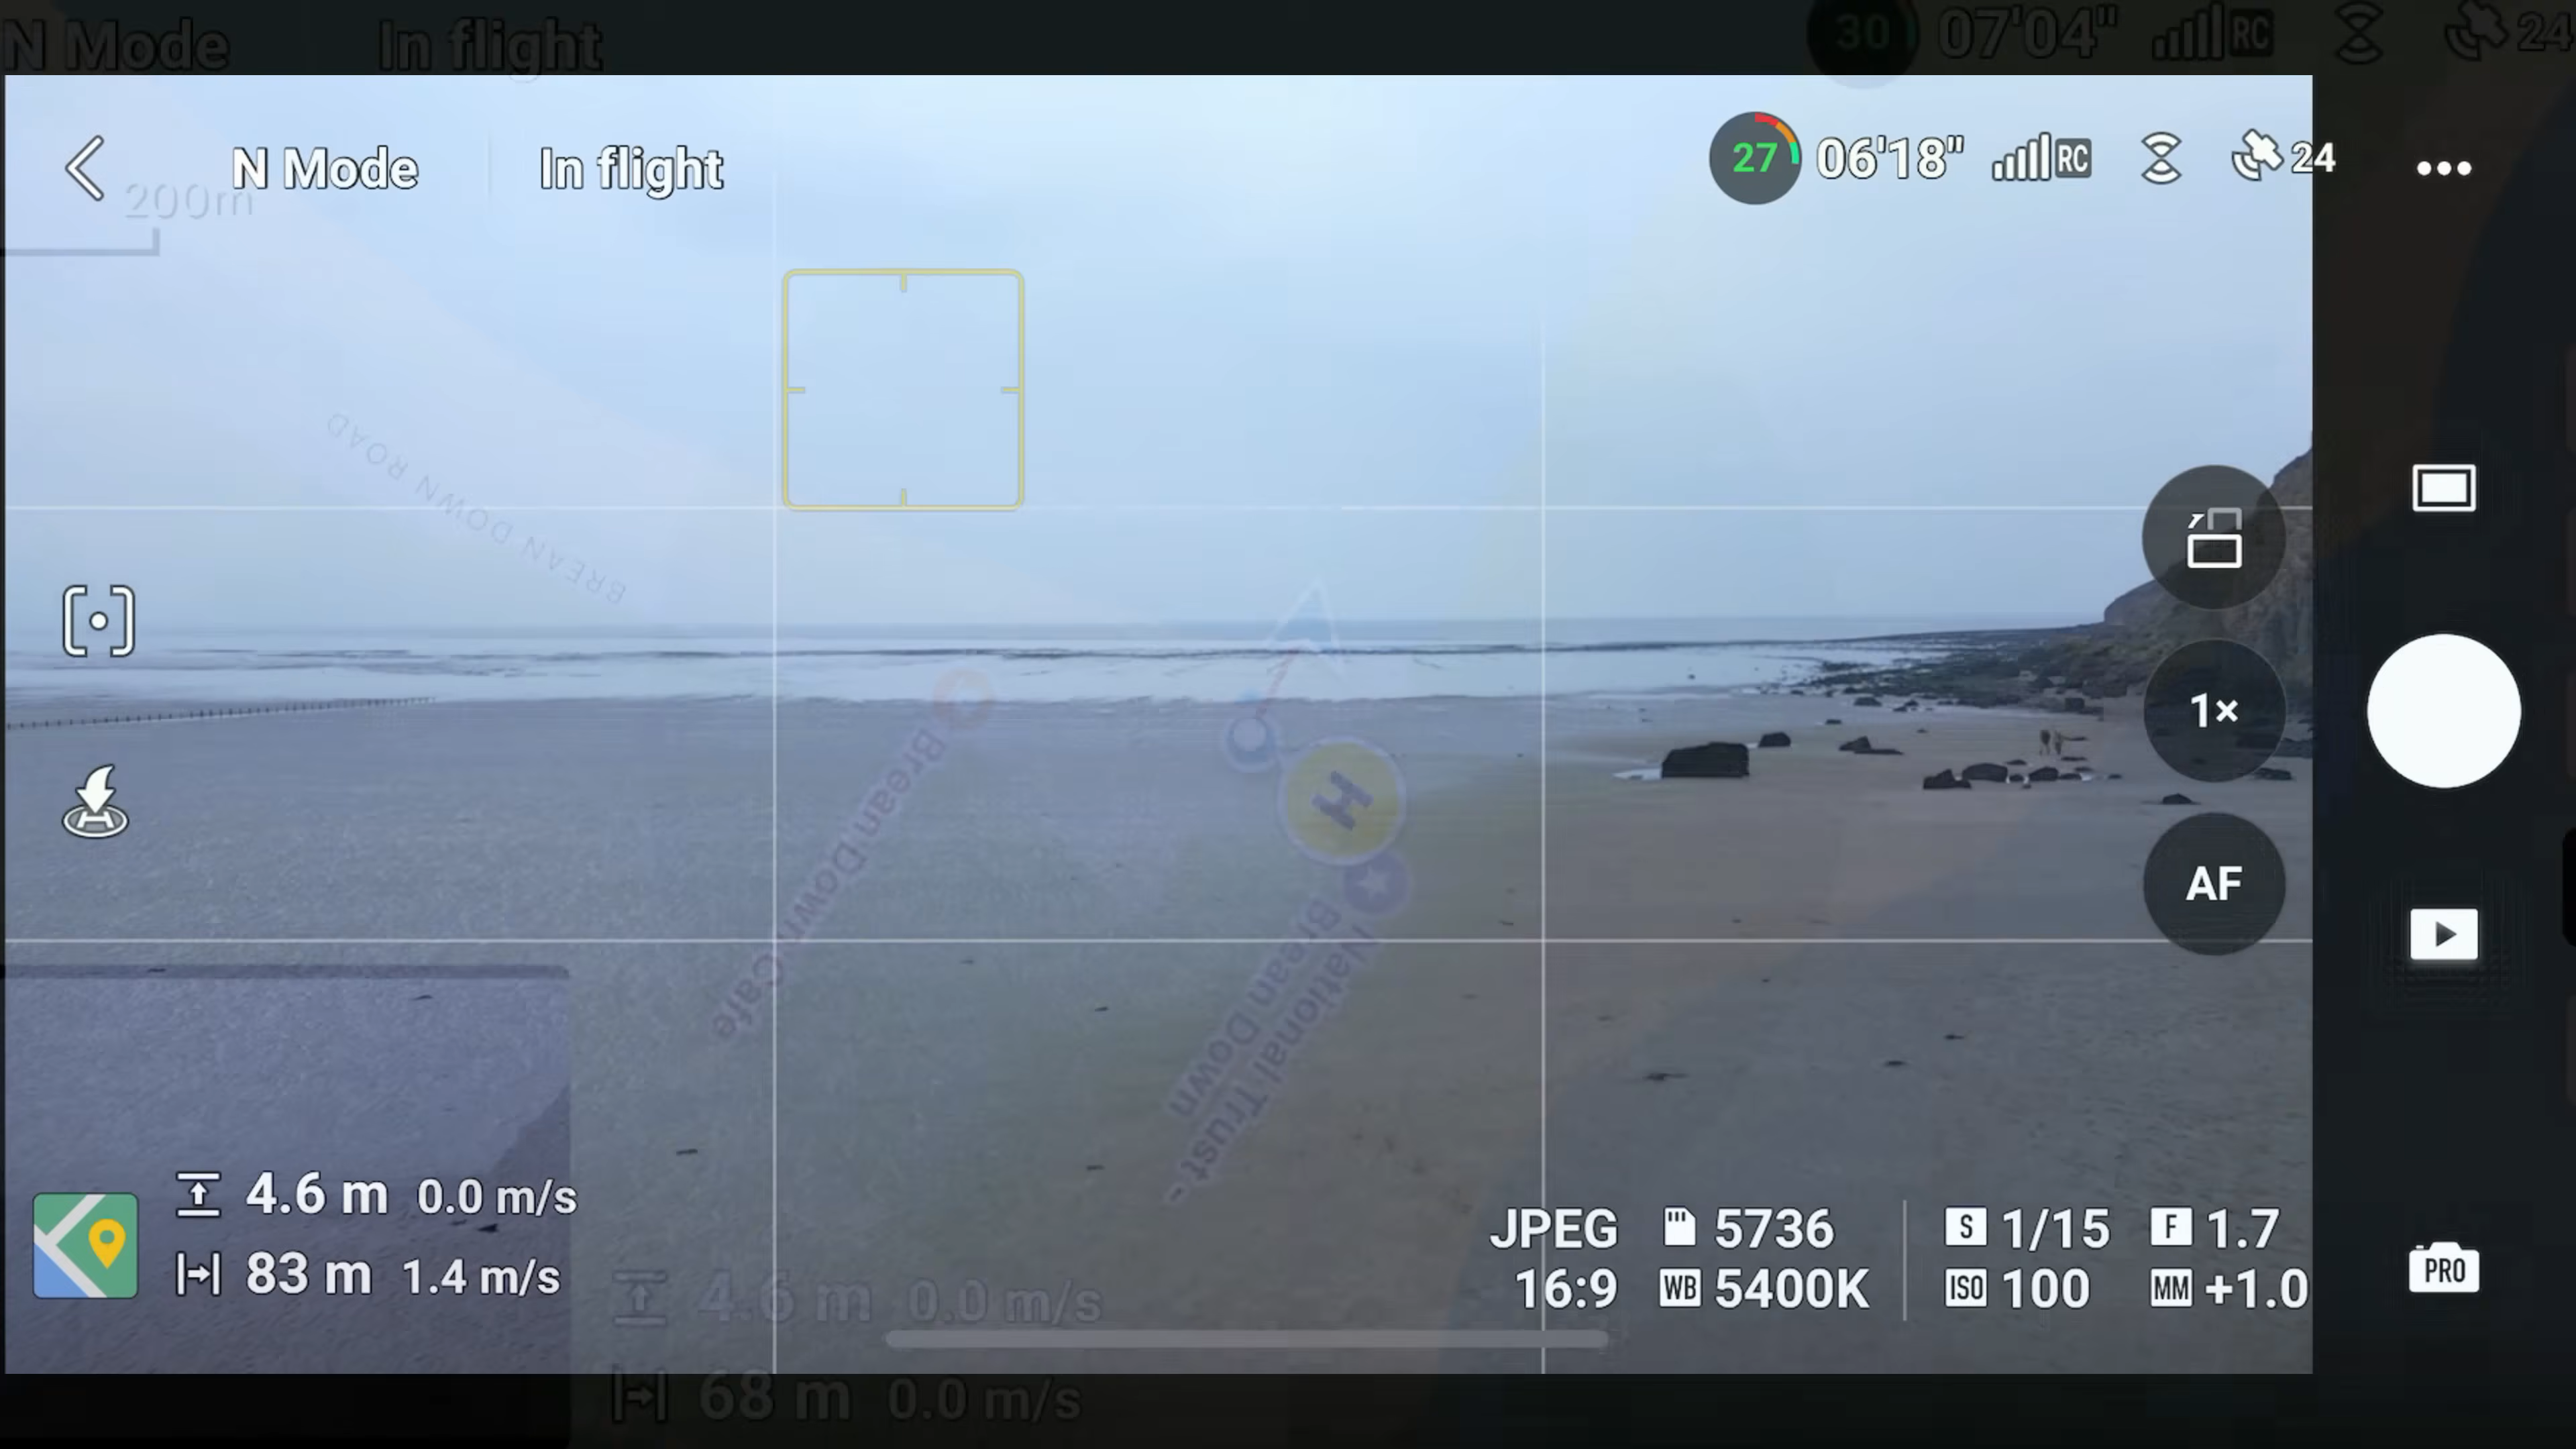 N Mode In flight 30 07'04" RC 24
N Mode In flight 27 06'18" RC 24
200m
BREAN DOWN ROAD
1×
H
AF
Brean Down Cafe
National Trust -
Brean Down
4.6 m 0.0 m/s
83 m 1.4 m/s
JPEG 5736 S 1/15 F 1.7
16:9 WB 5400K ISO 100 MM +1.0
PRO
4.6 m 0.0 m/s
68 m 0.0 m/s